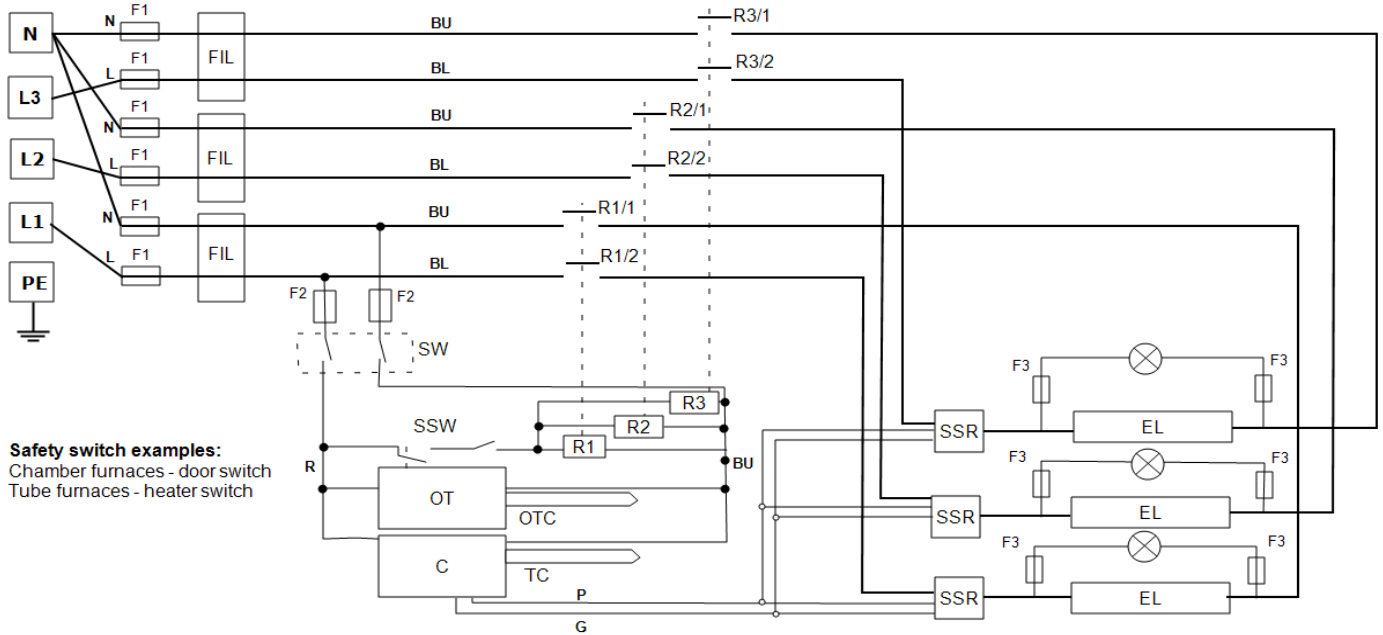 N
L3
L2
L1
PE
N
F1
L
F1
F1
N
L
F1
F1
N
L
F1
FIL
FIL
FIL
BU
BL
BU
BL
BU
BL
R3/1
R3/2
R2/1
R2/2
R1/1
R1/2
F2
F2
SW
SSW
R3
R2
R1
R
BU
OT
OTC
C
TC
P
G
F3
F3
SSR
EL
F3
F3
SSR
EL
F3
F3
SSR
EL
Safety switch examples:
Chamber furnaces - door switch
Tube furnaces - heater switch